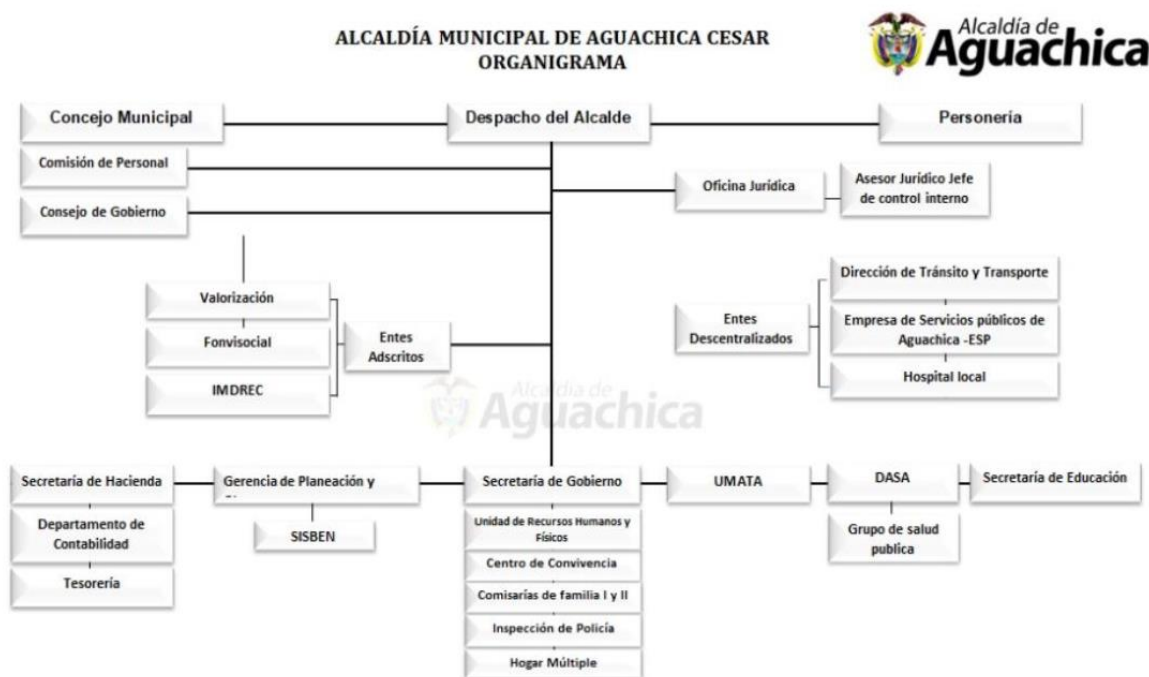 ALCALDÍA MUNICIPAL DE AGUACHICA CESAR
ORGANIGRAMA
Alcaldía de
Aguachica
Concejo Municipal
Despacho del Alcalde
Personería
Comisión de Personal
Consejo de Gobierno
Oficina Jurídica
Asesor Jurídico Jefe
de control interno
Valorización
Fonvisocial
IMDREC
Entes
Adscritos
Entes
Descentralizados
Dirección de Tránsito y Transporte
Empresa de Servicios públicos de
Aguachica -ESP
Hospital local
Alcaldía de
Aguachica
Secretaría de Hacienda
Gerencia de Planeación y
Secretaría de Gobierno
UMATA
DASA
Secretaría de Educación
Departamento de
Contabilidad
Tesorería
SISBEN
Unidad de Recursos Humanos y
Físicos
Centro de Convivencia
Comisarías de familia I y II
Inspección de Policía
Hogar Múltiple
Grupo de salud
publica